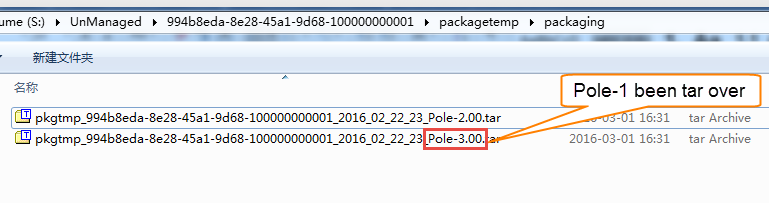 ume (S:) ▸ UnManaged ▸ 994b8eda-8e28-45a1-9d68-100000000001 ▸ packagetemp ▸ packaging
新建文件夹
名称
Pole-1 been tar over
pkgtmp_994b8eda-8e28-45a1-9d68-100000000001_2016_02_22_23_Pole-2.00.tar 2016-03-01 16:31 tar Archive
pkgtmp_994b8eda-8e28-45a1-9d68-100000000001_2016_02_22_23_Pole-3.00.tar 2016-03-01 16:31 tar Archive